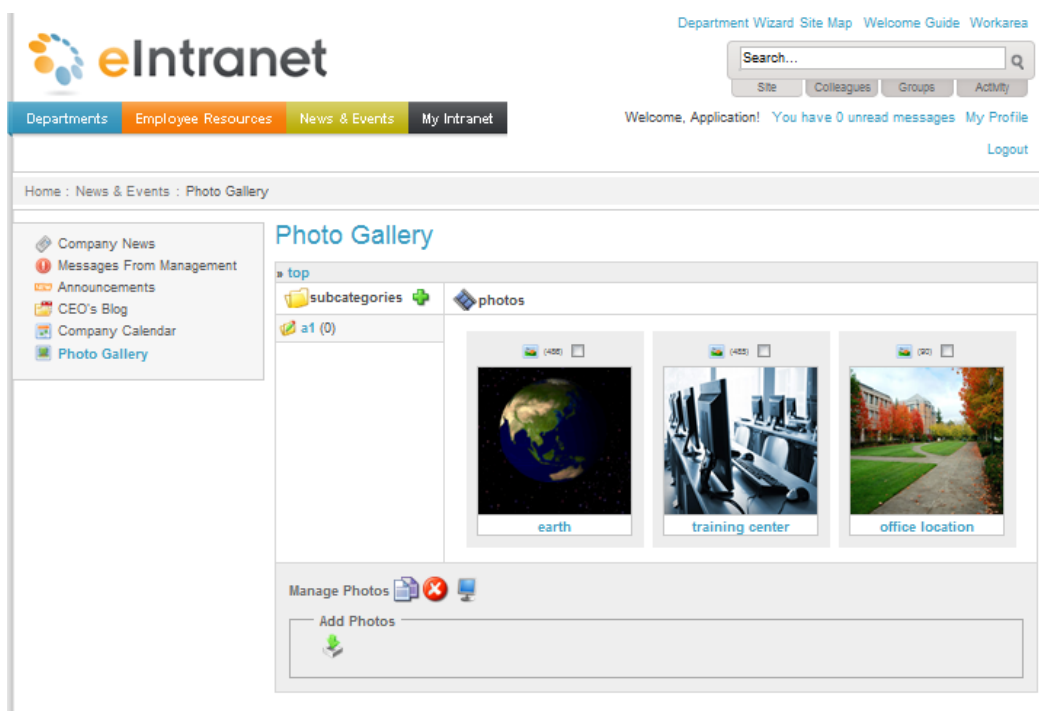 Department Wizard Site Map Welcome Guide Workarea
eIntranet
Search...
Site Colleagues Groups Activity
Departments Employee Resources News & Events My Intranet
Welcome, Application! You have 0 unread messages My Profile
Logout
Home : News & Events : Photo Gallery
Company News
Messages From Management
Announcements
CEO's Blog
Company Calendar
Photo Gallery
Photo Gallery
» top
subcategories
photos
a1 (0)
earth
training center
office location
Manage Photos
Add Photos